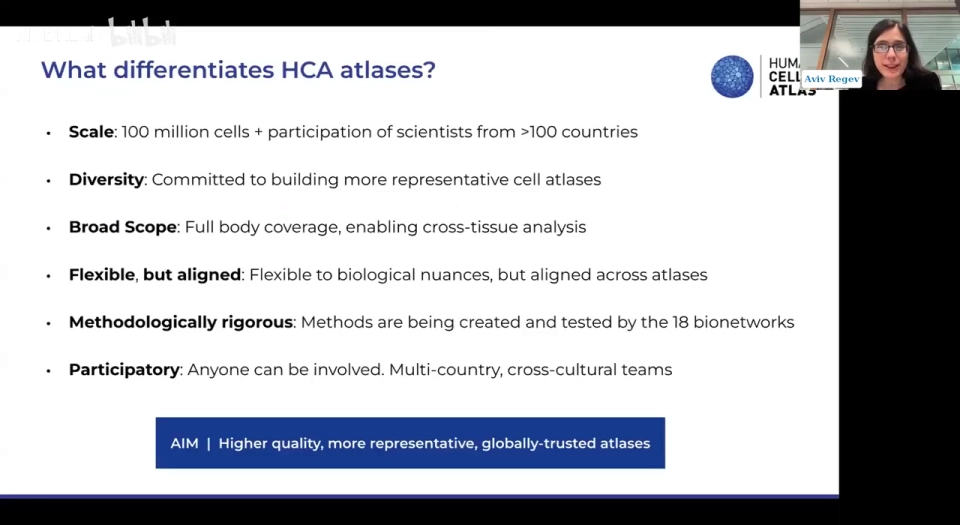 bilibili
What differentiates HCA atlases?
HUMA
CELL
ATLAS
Aviv Regev
• Scale: 100 million cells + participation of scientists from >100 countries
• Diversity: Committed to building more representative cell atlases
• Broad Scope: Full body coverage, enabling cross-tissue analysis
• Flexible, but aligned: Flexible to biological nuances, but aligned across atlases
• Methodologically rigorous: Methods are being created and tested by the 18 bionetworks
• Participatory: Anyone can be involved. Multi-country, cross-cultural teams
AIM | Higher quality, more representative, globally-trusted atlases